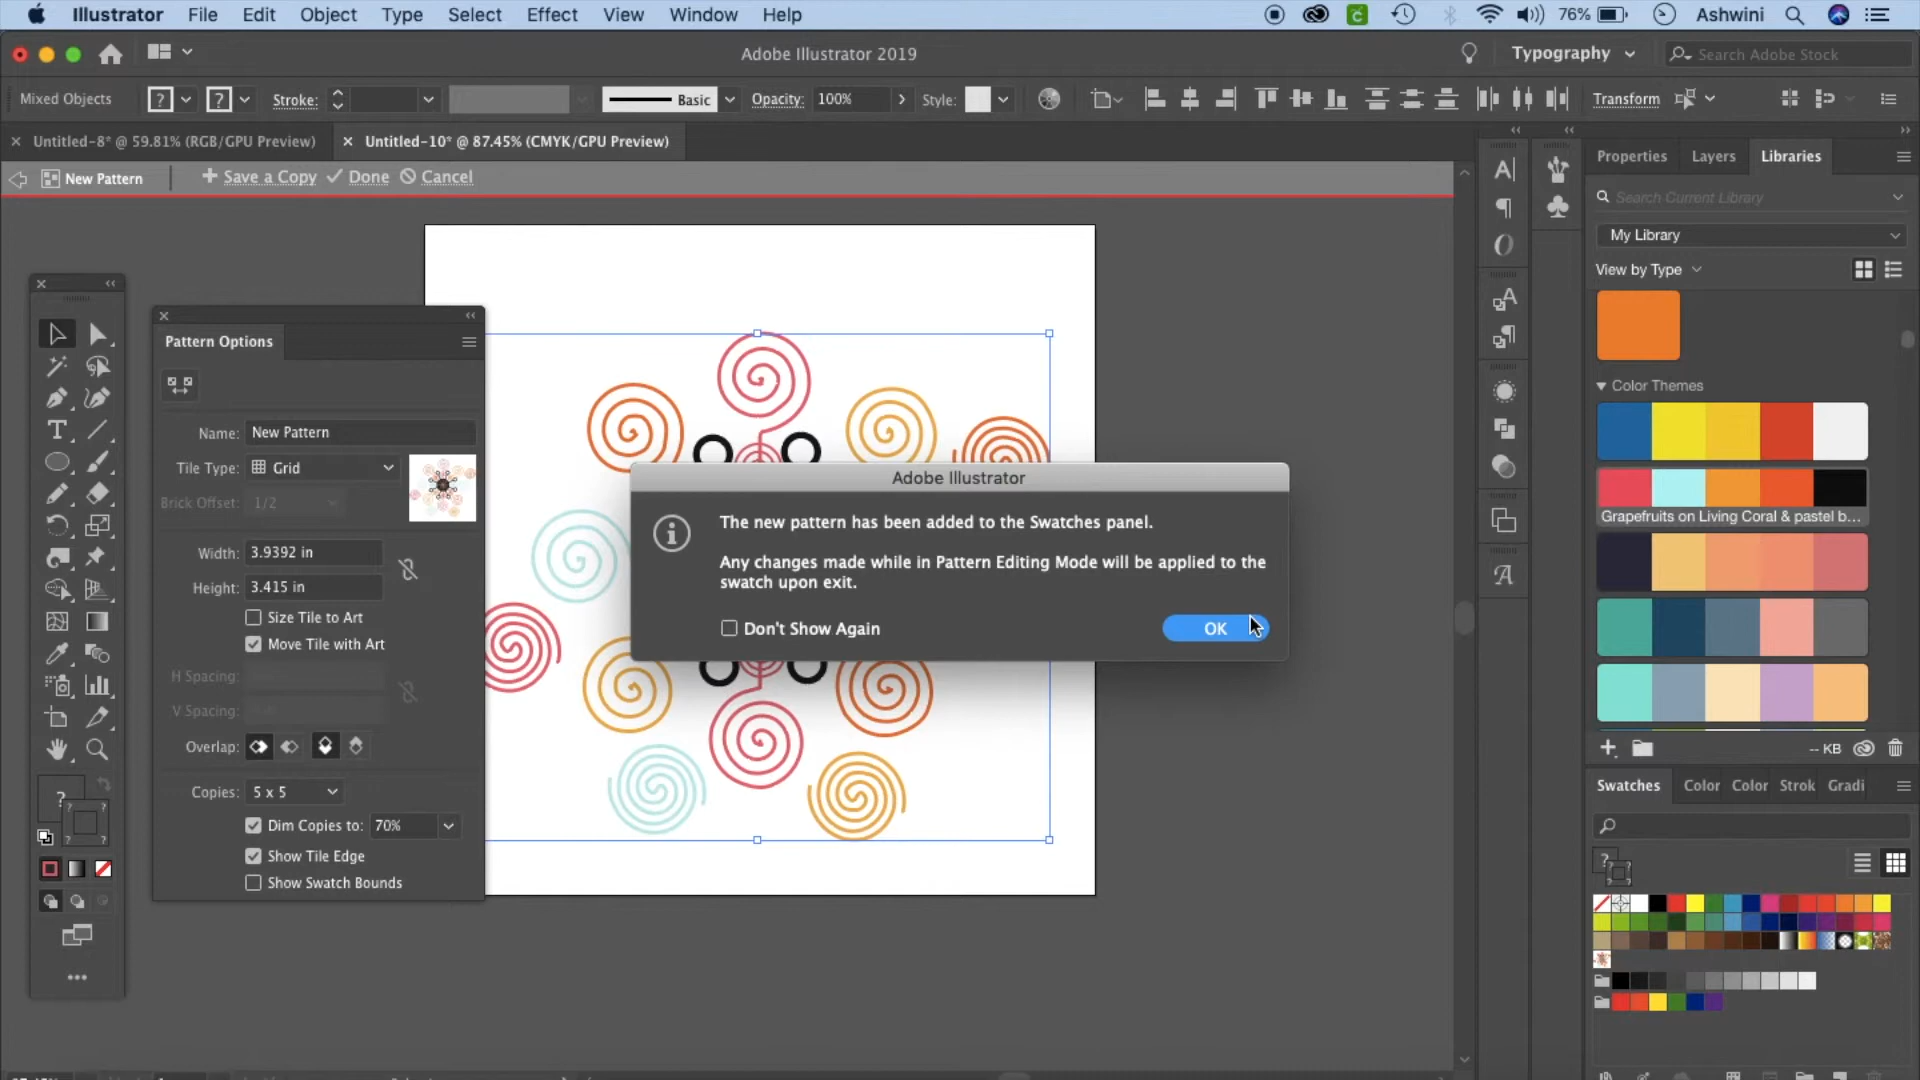 Illustrator File Edit Object Type Select Effect View Window Help 76% Ashwini
Adobe Illustrator 2019 Typography Search Adobe Stock
Mixed Objects ? ? Stroke: Basic Opacity: 100% Style: Transform
Untitled-8* @ 59.81% (RGB/GPU Preview) Untitled-10* @ 87.45% (CMYK/GPU Preview)
New Pattern Save a Copy Done Cancel
Pattern Options
Name: New Pattern
Tile Type: Grid
Brick Offset: 1/2
Width: 3.9392 in
Height: 3.415 in
Size Tile to Art
Move Tile with Art
H Spacing:
V Spacing:
Overlap:
Copies: 5 x 5
Dim Copies to: 70%
Show Tile Edge
Show Swatch Bounds
Adobe Illustrator
The new pattern has been added to the Swatches panel.
Any changes made while in Pattern Editing Mode will be applied to the
swatch upon exit.
Don't Show Again OK
Properties Layers Libraries
Search Current Library
My Library
View by Type
Color Themes
Grapefruits on Living Coral & pastel b...
-- KB
Swatches Color Color Strok Gradi